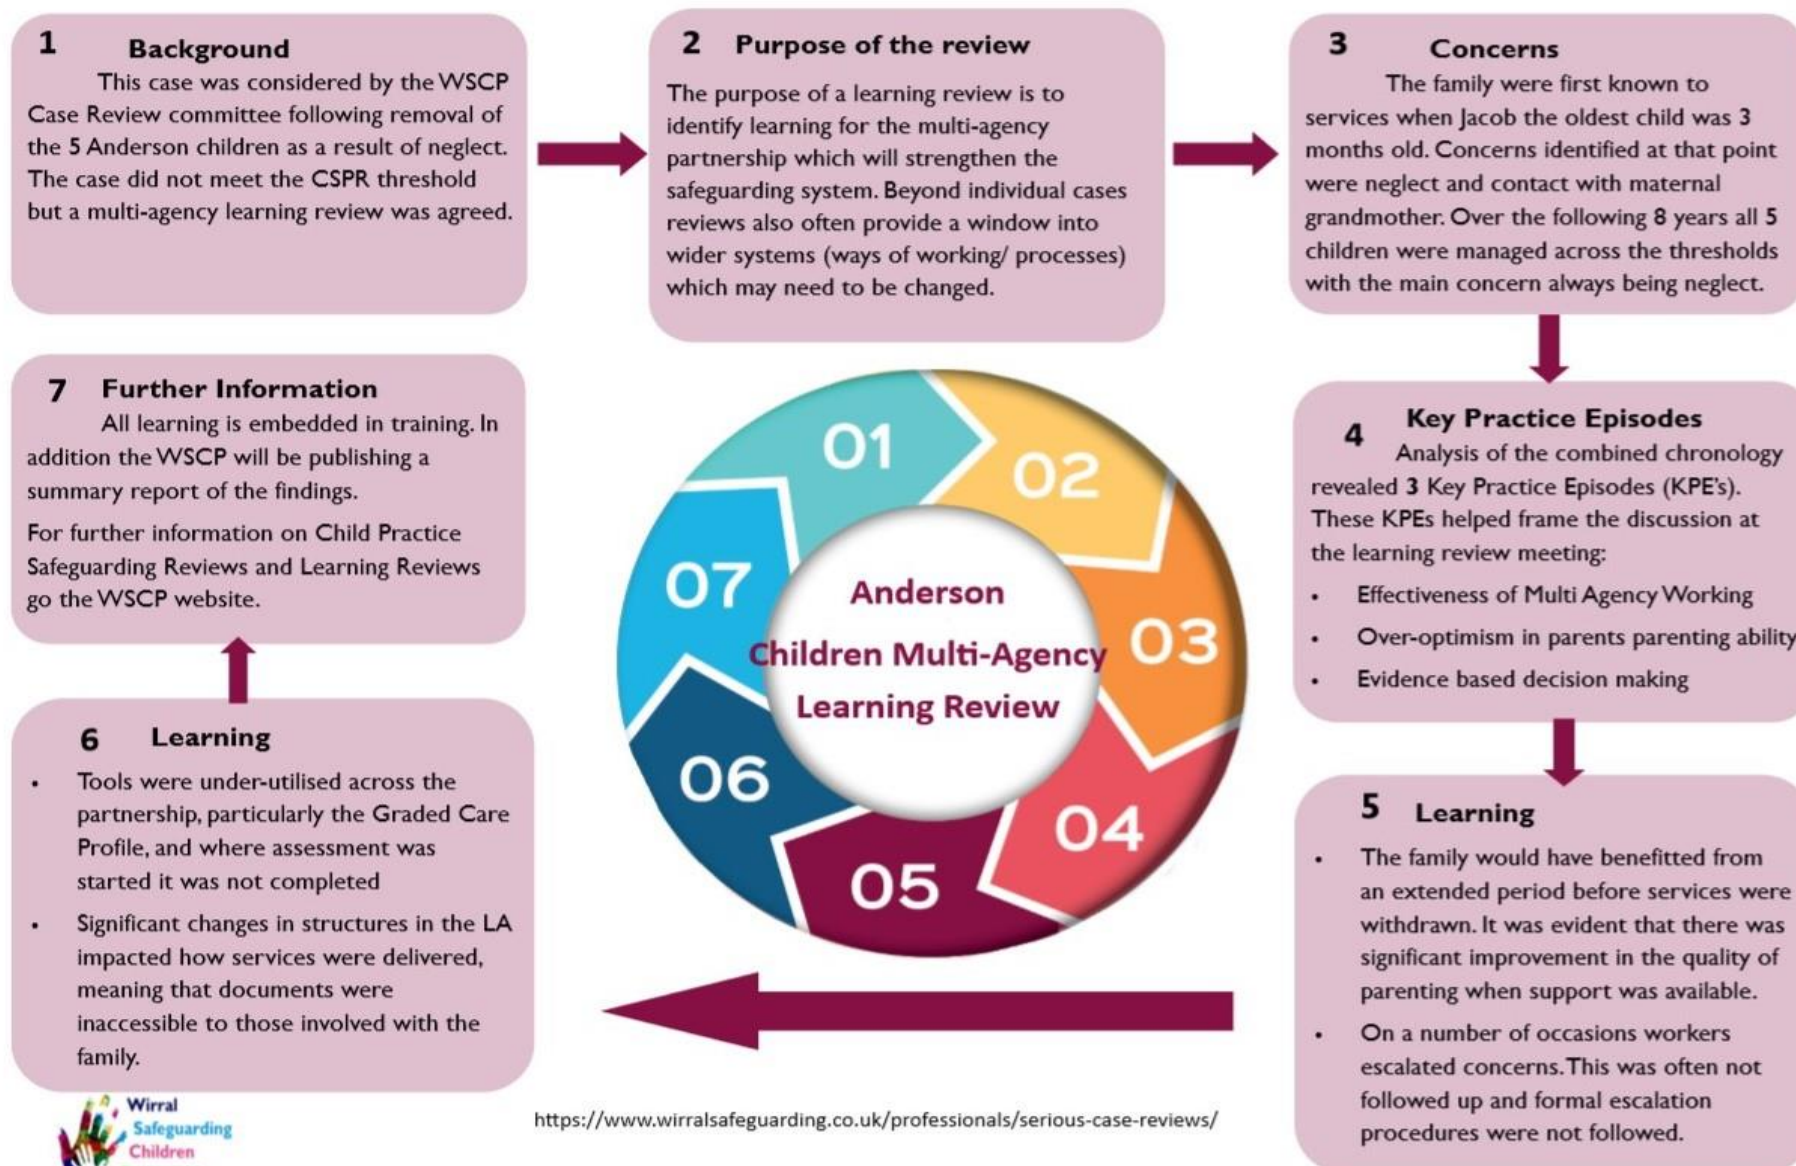 1 Background
This case was considered by the WSCP
Case Review committee following removal of
the 5 Anderson children as a result of neglect.
The case did not meet the CSPR threshold
but a multi-agency learning review was agreed.
2 Purpose of the review
The purpose of a learning review is to
identify learning for the multi-agency
partnership which will strengthen the
safeguarding system. Beyond individual cases
reviews also often provide a window into
wider systems (ways of working/ processes)
which may need to be changed.
3 Concerns
The family were first known to
services when Jacob the oldest child was 3
months old. Concerns identified at that point
were neglect and contact with maternal
grandmother. Over the following 8 years all 5
children were managed across the thresholds
with the main concern always being neglect.
4 Key Practice Episodes
Analysis of the combined chronology
revealed 3 Key Practice Episodes (KPE's).
These KPEs helped frame the discussion at
the learning review meeting:
• Effectiveness of Multi Agency Working
• Over-optimism in parents parenting ability
• Evidence based decision making
5 Learning
• The family would have benefitted from
an extended period before services were
withdrawn. It was evident that there was
significant improvement in the quality of
parenting when support was available.
• On a number of occasions workers
escalated concerns. This was often not
followed up and formal escalation
procedures were not followed.
6 Learning
• Tools were under-utilised across the
partnership, particularly the Graded Care
Profile, and where assessment was
started it was not completed
• Significant changes in structures in the LA
impacted how services were delivered,
meaning that documents were
inaccessible to those involved with the
family.
7 Further Information
All learning is embedded in training. In
addition the WSCP will be publishing a
summary report of the findings.
For further information on Child Practice
Safeguarding Reviews and Learning Reviews
go the WSCP website.
01
02
03
04
05
06
07
Anderson
Children Multi-Agency
Learning Review
Wirral
Safeguarding
Children
https://www.wirralsafeguarding.co.uk/professionals/serious-case-reviews/